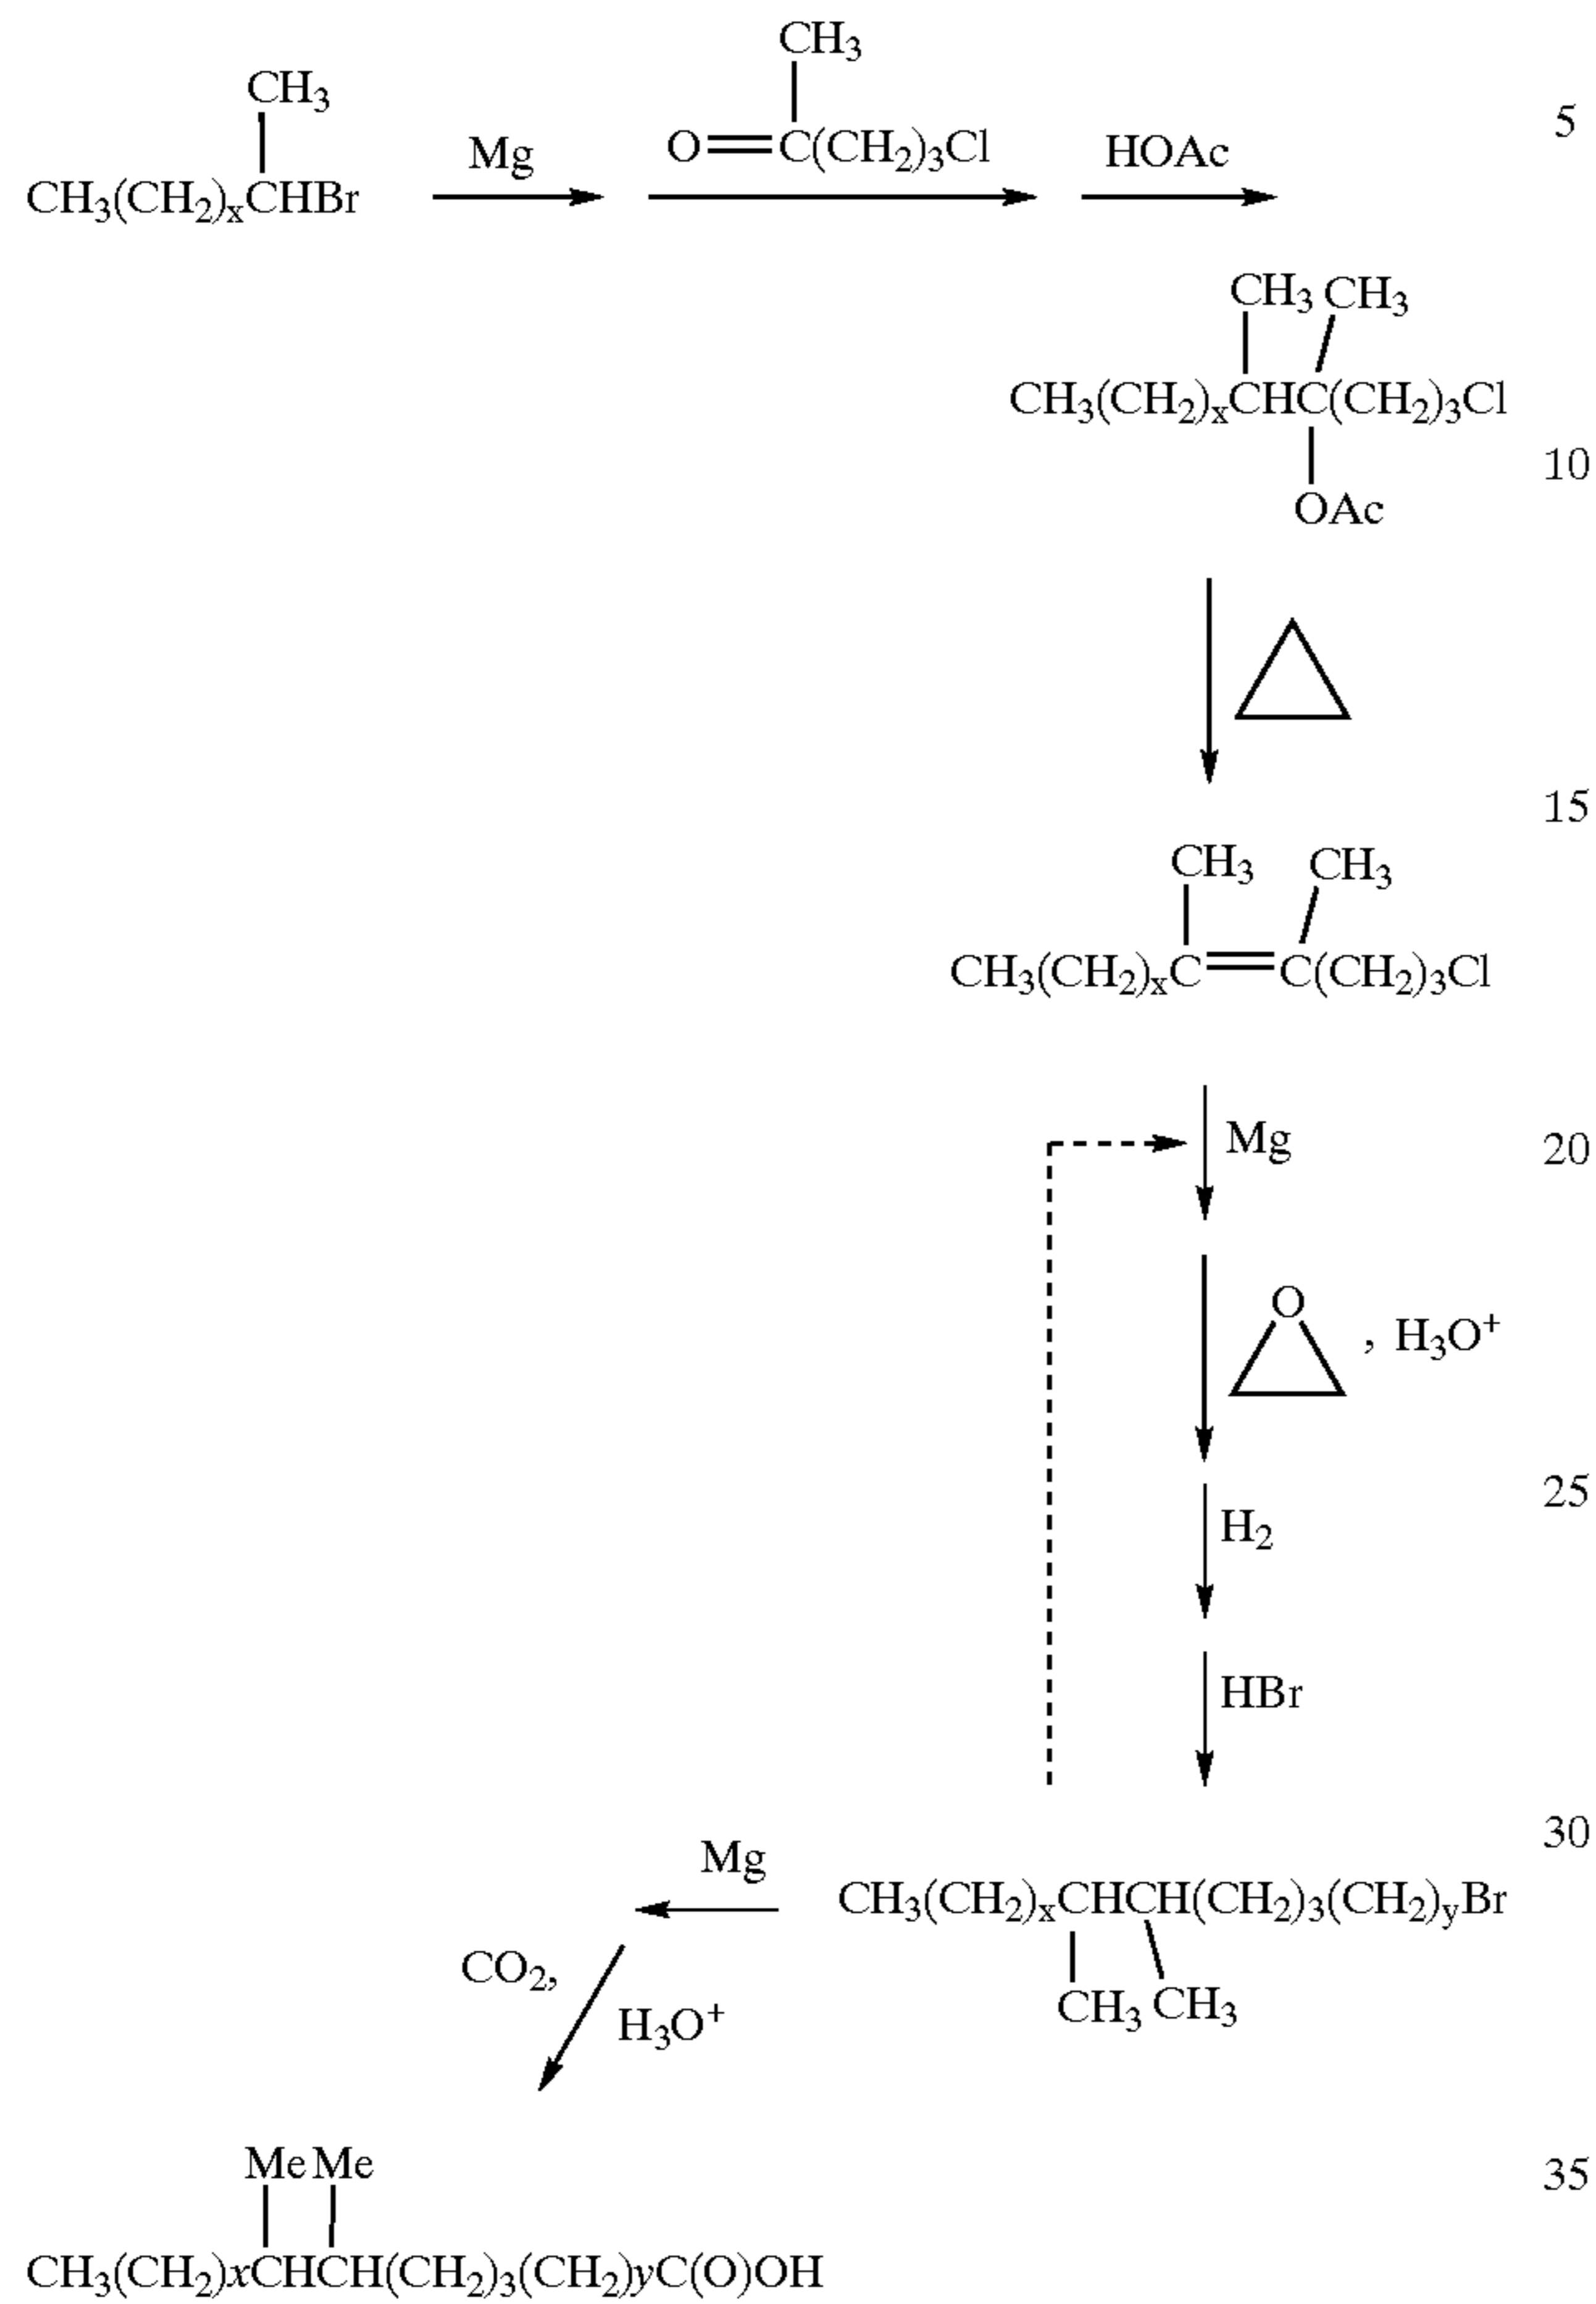 CH₃
CH₃
5
Mg
O=C(CH₂)₃Cl
HOAc
CH₃(CH₂)ₓCHBr
CH₃ CH₃
CH₃(CH₂)ₓCHC(CH₂)₃Cl
10
OAc
15
CH₃ CH₃
CH₃(CH₂)ₓC=C(CH₂)₃Cl
Mg
20
O
, H₃O⁺
25
H₂
HBr
30
Mg
CH₃(CH₂)ₓCHCH(CH₂)₃(CH₂)yBr
CO₂,
CH₃ CH₃
H₃O⁺
Me Me
35
CH₃(CH₂)xCHCH(CH₂)₃(CH₂)yC(O)OH